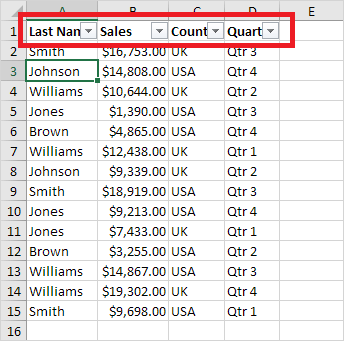 A B C D E
1 Last Nam Sales Count Quart
2 Smith $16,753.00 UK Qtr 3
3 Johnson $14,808.00 USA Qtr 4
4 Williams $10,644.00 UK Qtr 2
5 Jones $1,390.00 USA Qtr 3
6 Brown $4,865.00 USA Qtr 4
7 Williams $12,438.00 UK Qtr 1
8 Johnson $9,339.00 UK Qtr 2
9 Smith $18,919.00 USA Qtr 3
10 Jones $9,213.00 USA Qtr 4
11 Jones $7,433.00 UK Qtr 1
12 Brown $3,255.00 USA Qtr 2
13 Williams $14,867.00 USA Qtr 3
14 Williams $19,302.00 UK Qtr 4
15 Smith $9,698.00 USA Qtr 1
16